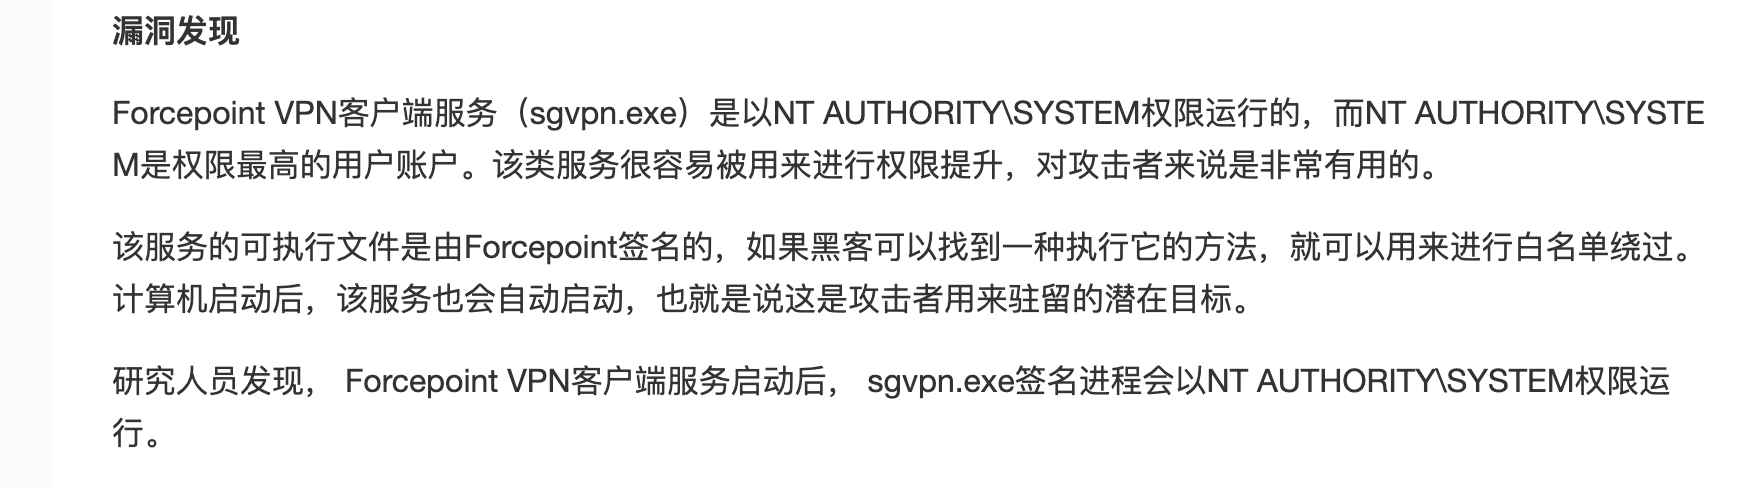 漏洞发现
Forcepoint VPN客户端服务（sgvpn.exe）是以NT AUTHORITY\SYSTEM权限运行的，而NT AUTHORITY\SYSTE
M是权限最高的用户账户。该类服务很容易被用来进行权限提升，对攻击者来说是非常有用的。
该服务的可执行文件是由Forcepoint签名的，如果黑客可以找到一种执行它的方法，就可以用来进行白名单绕过。
计算机启动后，该服务也会自动启动，也就是说这是攻击者用来驻留的潜在目标。
研究人员发现， Forcepoint VPN客户端服务启动后， sgvpn.exe签名进程会以NT AUTHORITY\SYSTEM权限运
行。